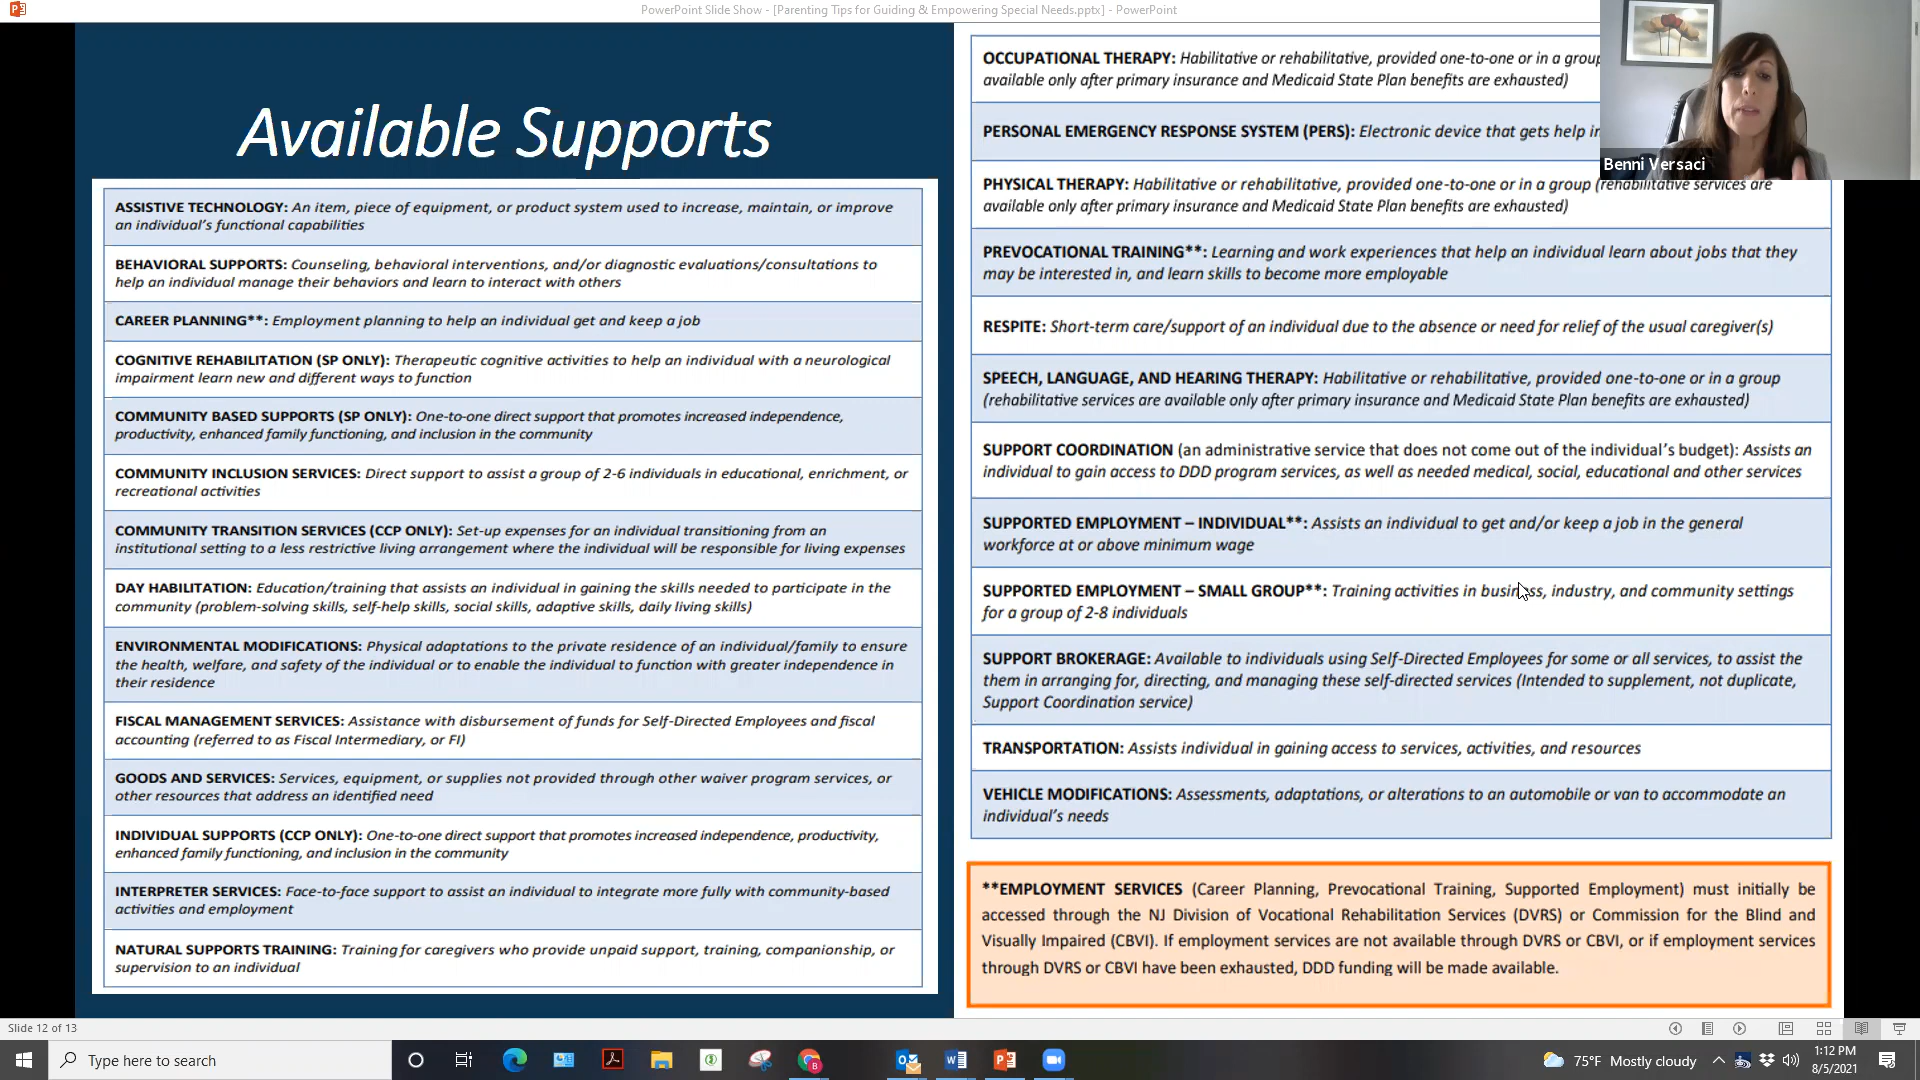 PowerPoint Slide Show - [Parenting Tips for Guiding & Empowering Special Needs.pptx] - PowerPoint
Available Supports
ASSISTIVE TECHNOLOGY: An item, piece of equipment, or product system used to increase, maintain, or improve
an individual's functional capabilities
BEHAVIORAL SUPPORTS: Counseling, behavioral interventions, and/or diagnostic evaluations/consultations to
help an individual manage their behaviors and learn to interact with others
CAREER PLANNING**: Employment planning to help an individual get and keep a job
COGNITIVE REHABILITATION (SP ONLY): Therapeutic cognitive activities to help an individual with a neurological
impairment learn new and different ways to function
COMMUNITY BASED SUPPORTS (SP ONLY): One-to-one direct support that promotes increased independence,
productivity, enhanced family functioning, and inclusion in the community
COMMUNITY INCLUSION SERVICES: Direct support to assist a group of 2-6 individuals in educational, enrichment, or
recreational activities
COMMUNITY TRANSITION SERVICES (CCP ONLY): Set-up expenses for an individual transitioning from an
institutional setting to a less restrictive living arrangement where the individual will be responsible for living expenses
DAY HABILITATION: Education/training that assists an individual in gaining the skills needed to participate in the
community (problem-solving skills, self-help skills, social skills, adaptive skills, daily living skills)
ENVIRONMENTAL MODIFICATIONS: Physical adaptations to the private residence of an individual/family to ensure
the health, welfare, and safety of the individual or to enable the individual to function with greater independence in
their residence
FISCAL MANAGEMENT SERVICES: Assistance with disbursement of funds for Self-Directed Employees and fiscal
accounting (referred to as Fiscal Intermediary, or FI)
GOODS AND SERVICES: Services, equipment, or supplies not provided through other waiver program services, or
other resources that address an identified need
INDIVIDUAL SUPPORTS (CCP ONLY): One-to-one direct support that promotes increased independence, productivity,
enhanced family functioning, and inclusion in the community
INTERPRETER SERVICES: Face-to-face support to assist an individual to integrate more fully with community-based
activities and employment
NATURAL SUPPORTS TRAINING: Training for caregivers who provide unpaid support, training, companionship, or
supervision to an individual
OCCUPATIONAL THERAPY: Habilitative or rehabilitative, provided one-to-one or in a group
available only after primary insurance and Medicaid State Plan benefits are exhausted)
PERSONAL EMERGENCY RESPONSE SYSTEM (PERS): Electronic device that gets help in
Benni Versaci
PHYSICAL THERAPY: Habilitative or rehabilitative, provided one-to-one or in a group (rehabilitative services are
available only after primary insurance and Medicaid State Plan benefits are exhausted)
PREVOCATIONAL TRAINING**: Learning and work experiences that help an individual learn about jobs that they
may be interested in, and learn skills to become more employable
RESPITE: Short-term care/support of an individual due to the absence or need for relief of the usual caregiver(s)
SPEECH, LANGUAGE, AND HEARING THERAPY: Habilitative or rehabilitative, provided one-to-one or in a group
(rehabilitative services are available only after primary insurance and Medicaid State Plan benefits are exhausted)
SUPPORT COORDINATION (an administrative service that does not come out of the individual's budget): Assists an
individual to gain access to DDD program services, as well as needed medical, social, educational and other services
SUPPORTED EMPLOYMENT – INDIVIDUAL**: Assists an individual to get and/or keep a job in the general
workforce at or above minimum wage
SUPPORTED EMPLOYMENT – SMALL GROUP**: Training activities in business, industry, and community settings
for a group of 2-8 individuals
SUPPORT BROKERAGE: Available to individuals using Self-Directed Employees for some or all services, to assist the
them in arranging for, directing, and managing these self-directed services (Intended to supplement, not duplicate,
Support Coordination service)
TRANSPORTATION: Assists individual in gaining access to services, activities, and resources
VEHICLE MODIFICATIONS: Assessments, adaptations, or alterations to an automobile or van to accommodate an
individual's needs
**EMPLOYMENT SERVICES (Career Planning, Prevocational Training, Supported Employment) must initially be
accessed through the NJ Division of Vocational Rehabilitation Services (DVRS) or Commission for the Blind and
Visually Impaired (CBVI). If employment services are not available through DVRS or CBVI, or if employment services
through DVRS or CBVI have been exhausted, DDD funding will be made available.
Slide 12 of 13
Type here to search
75°F Mostly cloudy
1:12 PM
8/5/2021